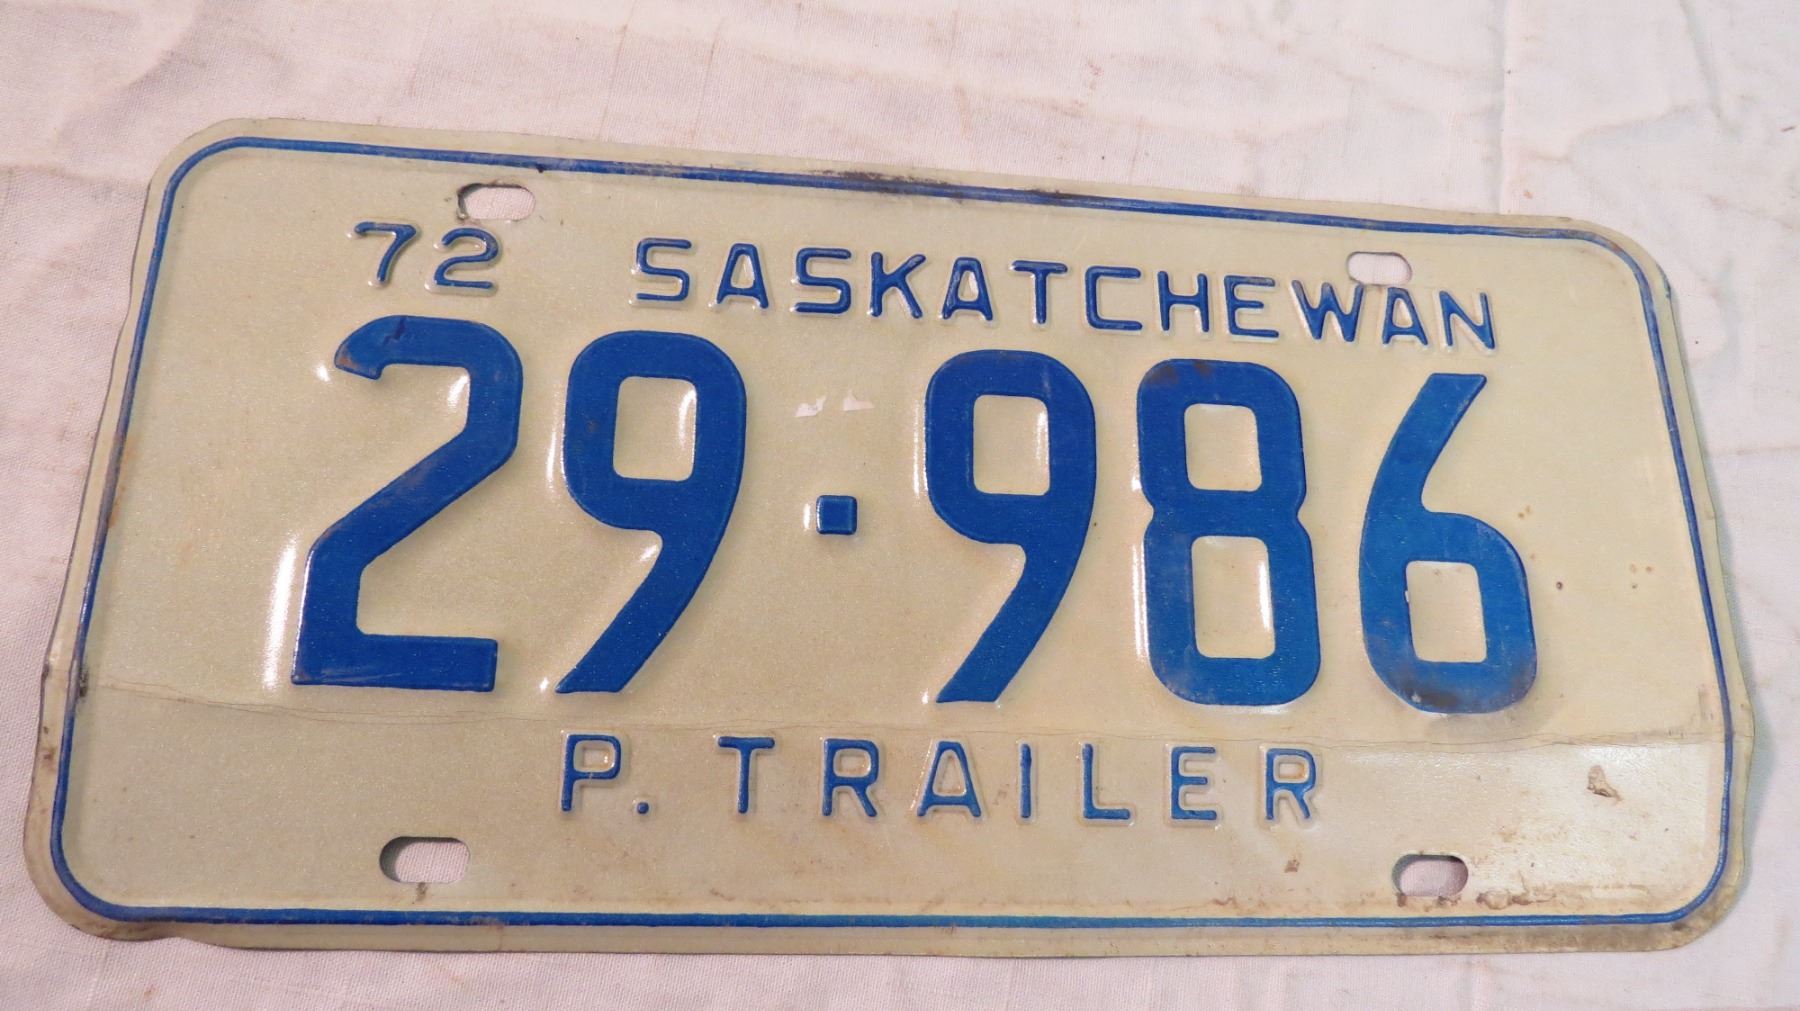 72 SASKATCHEWAN
29·986
P. TRAILER